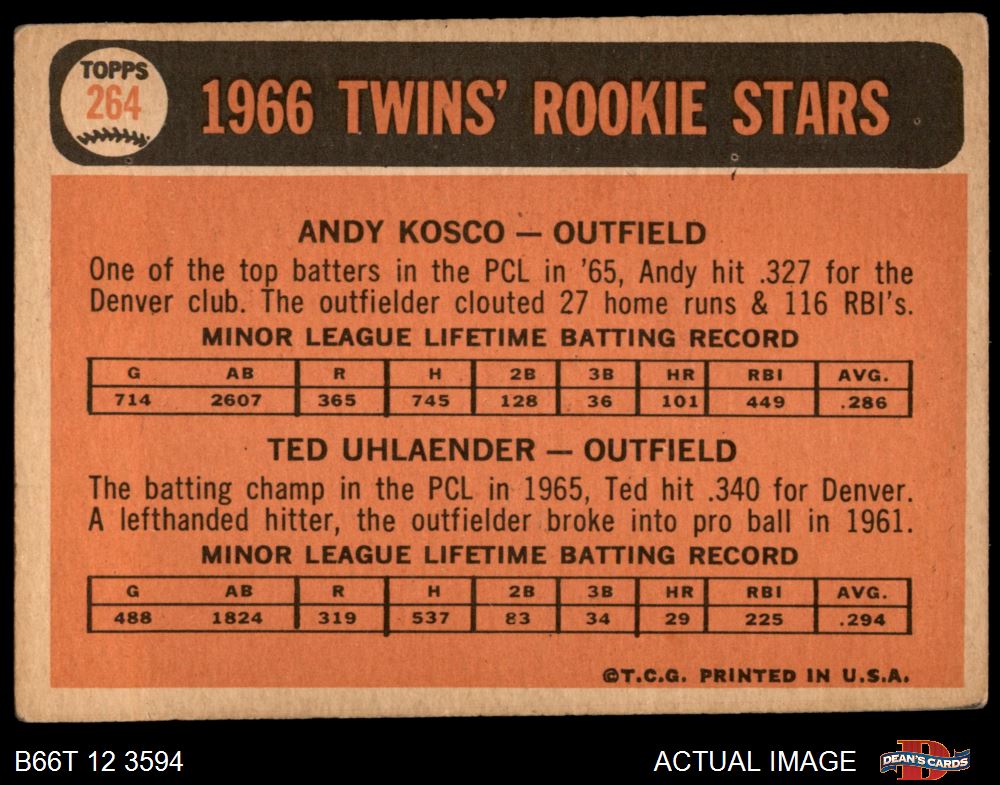 TOPPS
264
1966 TWINS' ROOKIE STARS
ANDY KOSCO — OUTFIELD
One of the top batters in the PCL in '65, Andy hit .327 for the
Denver club. The outfielder clouted 27 home runs & 116 RBI's.
MINOR LEAGUE LIFETIME BATTING RECORD
G AB R H 2B 3B HR RBI AVG.
714 2607 365 745 128 36 101 449 .286
TED UHLAENDER — OUTFIELD
The batting champ in the PCL in 1965, Ted hit .340 for Denver.
A lefthanded hitter, the outfielder broke into pro ball in 1961.
MINOR LEAGUE LIFETIME BATTING RECORD
G AB R H 2B 3B HR RBI AVG.
488 1824 319 537 83 34 29 225 .294
©T.C.G. PRINTED IN U.S.A.
B66T 12 3594
ACTUAL IMAGE
D
DEAN'S CARDS